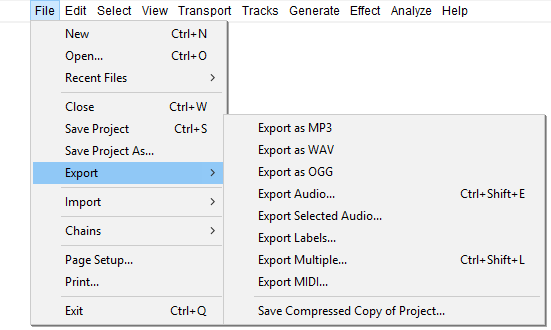 File Edit Select View Transport Tracks Generate Effect Analyze Help
New Ctrl+N
Open... Ctrl+O
Recent Files >
Close Ctrl+W
Save Project Ctrl+S
Save Project As...
Export >
Import >
Chains >
Page Setup...
Print...
Exit Ctrl+Q
Export as MP3
Export as WAV
Export as OGG
Export Audio... Ctrl+Shift+E
Export Selected Audio...
Export Labels...
Export Multiple... Ctrl+Shift+L
Export MIDI...
Save Compressed Copy of Project...